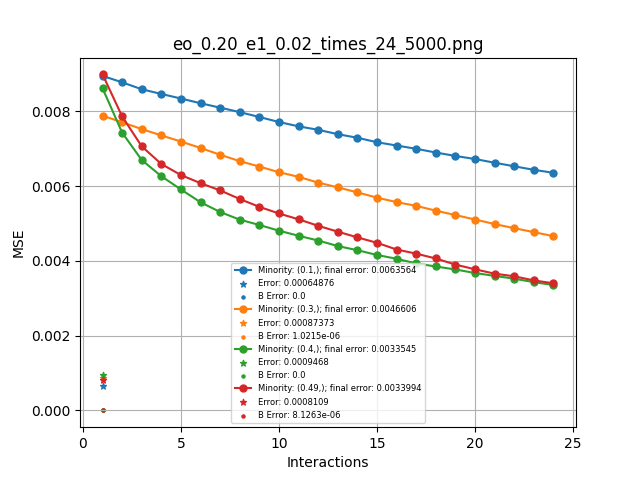 eo_0.20_e1_0.02_times_24_5000.png
MSE
0.008
0.006
0.004
0.002
0.000
Minority: (0.1,); final error: 0.0063564
Error: 0.00064876
B Error: 0.0
Minority: (0.3,); final error: 0.0046606
Error: 0.00087373
B Error: 1.0215e-06
Minority: (0.4,); final error: 0.0033545
Error: 0.0009468
B Error: 0.0
Minority: (0.49,); final error: 0.0033994
Error: 0.0008109
B Error: 8.1263e-06
0 5 10 15 20 25
Interactions